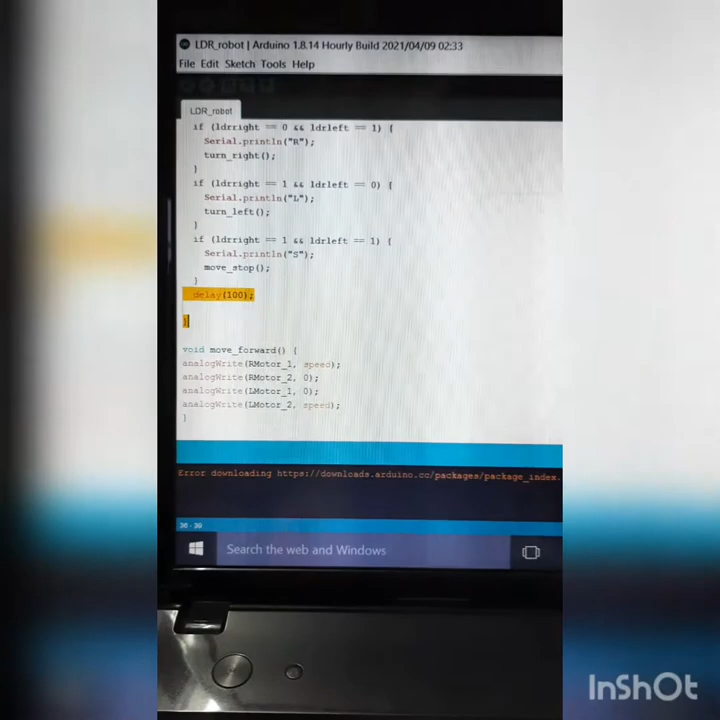 LDR_robot | Arduino 1.8.14 Hourly Build 2021/04/09 02:33
File Edit Sketch Tools Help
LDR_robot
if (ldrright == 0 && ldrleft == 1) {
Serial.println("R");
turn_right();
}
if (ldrright == 1 && ldrleft == 0) {
Serial.println("L");
turn_left();
}
if (ldrright == 1 && ldrleft == 1) {
Serial.println("S");
move_stop();
}
delay(100);
}
void move_forward() {
analogWrite(RMotor_1, speed);
analogWrite(RMotor_2, 0);
analogWrite(LMotor_1, 0);
analogWrite(LMotor_2, speed);
}
Error downloading https://downloads.arduino.cc/packages/package_index.
36 - 39
Search the web and Windows
InShOt